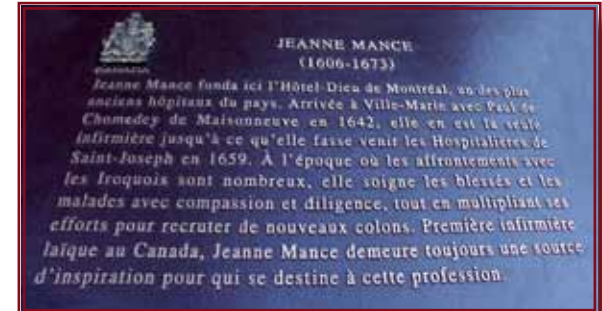 JEANNE MANCE
(1606-1673)
Jeanne Mance fonda ici l'Hôtel-Dieu de Montréal, un des plus
anciens hôpitaux du pays. Arrivée à Ville-Marie avec Paul de
Chomedey de Maisonneuve en 1642, elle en est la seule
infirmière jusqu'à ce qu'elle fasse venir les Hospitalières de
Saint-Joseph en 1659. À l'époque où les affrontements avec
les Iroquois sont nombreux, elle soigne les blessés et les
malades avec compassion et diligence, tout en multipliant ses
efforts pour recruter de nouveaux colons. Première infirmière
laïque au Canada, Jeanne Mance demeure toujours une source
d'inspiration pour qui se destine à cette profession.